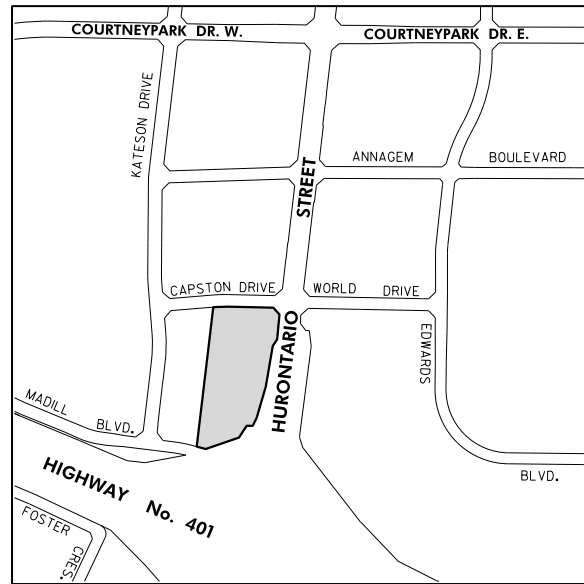 COURTNEYPARK DR. W.
COURTNEYPARK DR. E.
KATESON DRIVE
ANNAGEM BOULEVARD
HURONTARIO STREET
CAPSTON DRIVE
WORLD DRIVE
EDWARDS BLVD.
MADILL BLVD.
HIGHWAY No. 401
FOSTER CRES.